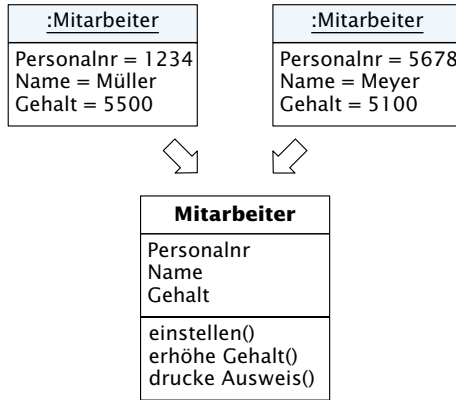 :Mitarbeiter
Personalnr = 1234
Name = Müller
Gehalt = 5500
:Mitarbeiter
Personalnr = 5678
Name = Meyer
Gehalt = 5100
Mitarbeiter
Personalnr
Name
Gehalt
einstellen()
erhöhe Gehalt()
drucke Ausweis()